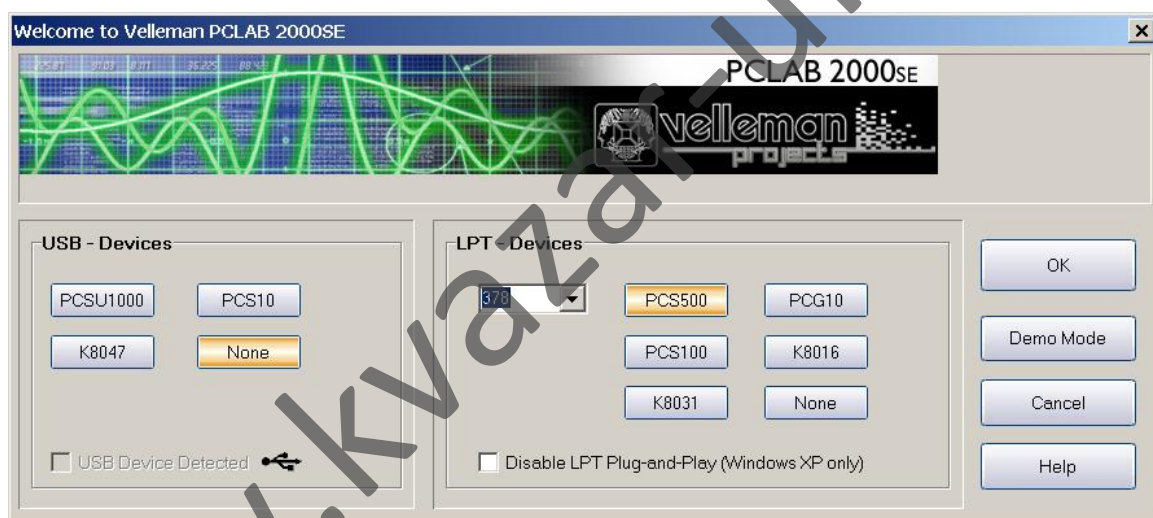 Welcome to Velleman PCLAB 2000SE
PCLAB 2000SE
velleman
projects
USB - Devices
PCSU1000
PCS10
K8047
None
USB Device Detected
LPT - Devices
378
PCS500
PCG10
PCS100
K8016
K8031
None
Disable LPT Plug-and-Play (Windows XP only)
OK
Demo Mode
Cancel
Help